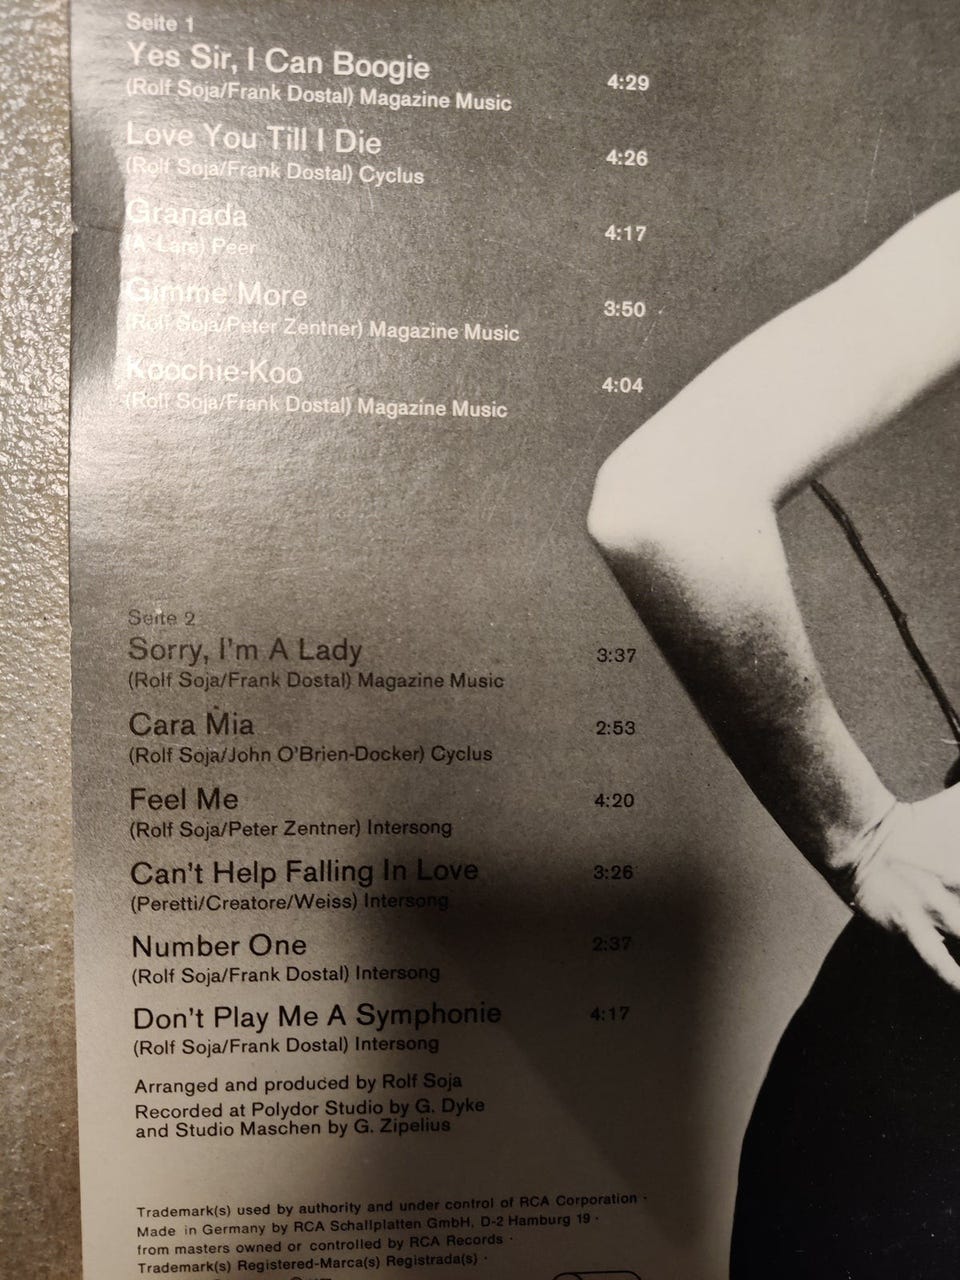 Seite 1
Yes Sir, I Can Boogie 4:29
(Rolf Soja/Frank Dostal) Magazine Music
Love You Till I Die 4:26
(Rolf Soja/Frank Dostal) Cyclus
Granada 4:17
(A. Lara) Peer
Gimme More 3:50
(Rolf Soja/Peter Zentner) Magazine Music
Koochie-Koo 4:04
(Rolf Soja/Frank Dostal) Magazine Music
Seite 2
Sorry, I'm A Lady 3:37
(Rolf Soja/Frank Dostal) Magazine Music
Cara Mia 2:53
(Rolf Soja/John O'Brien-Docker) Cyclus
Feel Me 4:20
(Rolf Soja/Peter Zentner) Intersong
Can't Help Falling In Love 3:26
(Peretti/Creatore/Weiss) Intersong
Number One 2:37
(Rolf Soja/Frank Dostal) Intersong
Don't Play Me A Symphonie 4:17
(Rolf Soja/Frank Dostal) Intersong
Arranged and produced by Rolf Soja
Recorded at Polydor Studio by G. Dyke
and Studio Maschen by G. Zipelius
Trademark(s) used by authority and under control of RCA Corporation ·
Made in Germany by RCA Schallplatten GmbH, D-2 Hamburg 19 ·
from masters owned or controlled by RCA Records ·
Trademark(s) Registered-Marca(s) Registrada(s) ·